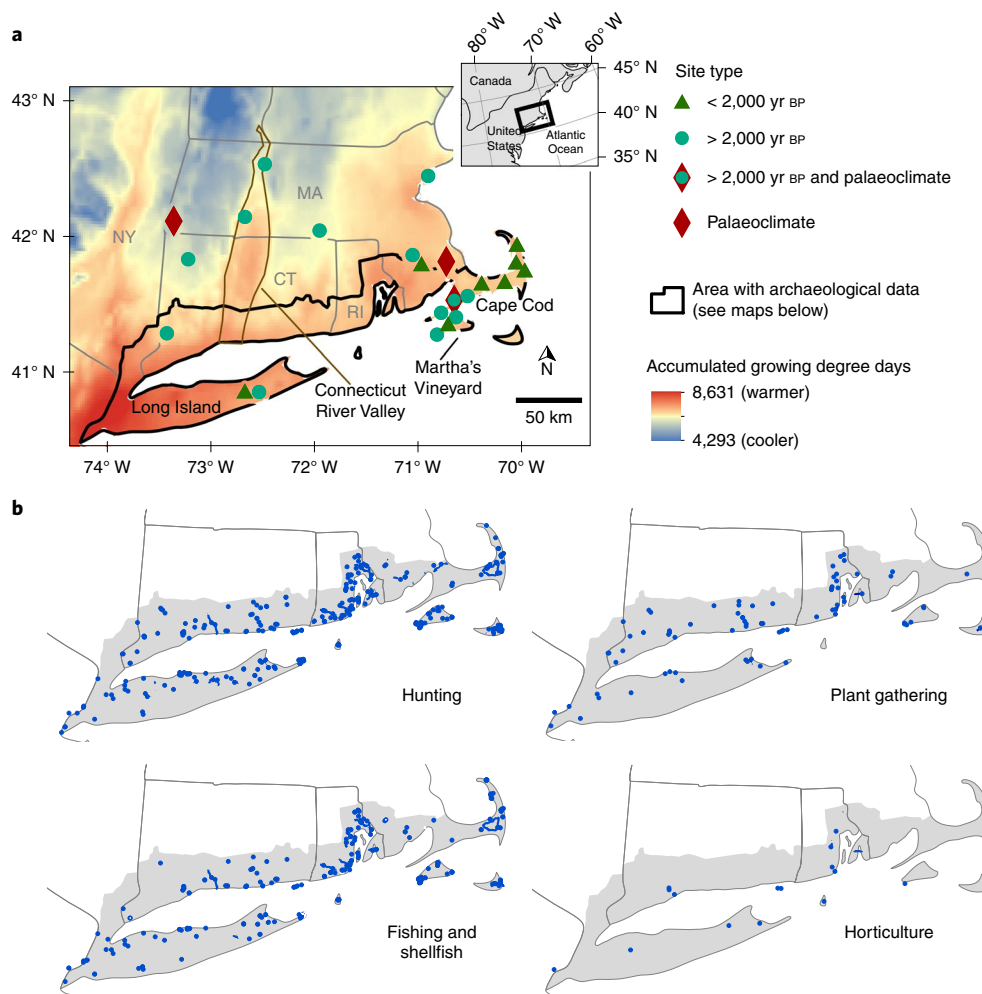 a
80° W
70° W
60° W
45° N
40° N
35° N
Canada
United
States
Atlantic
Ocean
43° N
42° N
41° N
74° W
73° W
72° W
71° W
70° W
NY
MA
CT
RI
Cape Cod
Martha's
Vineyard
Connecticut
River Valley
Long Island
N
50 km
Site type
< 2,000 yr BP
> 2,000 yr BP
> 2,000 yr BP and palaeoclimate
Palaeoclimate
Area with archaeological data
(see maps below)
Accumulated growing degree days
8,631 (warmer)
4,293 (cooler)
b
Hunting
Plant gathering
Fishing and
shellfish
Horticulture